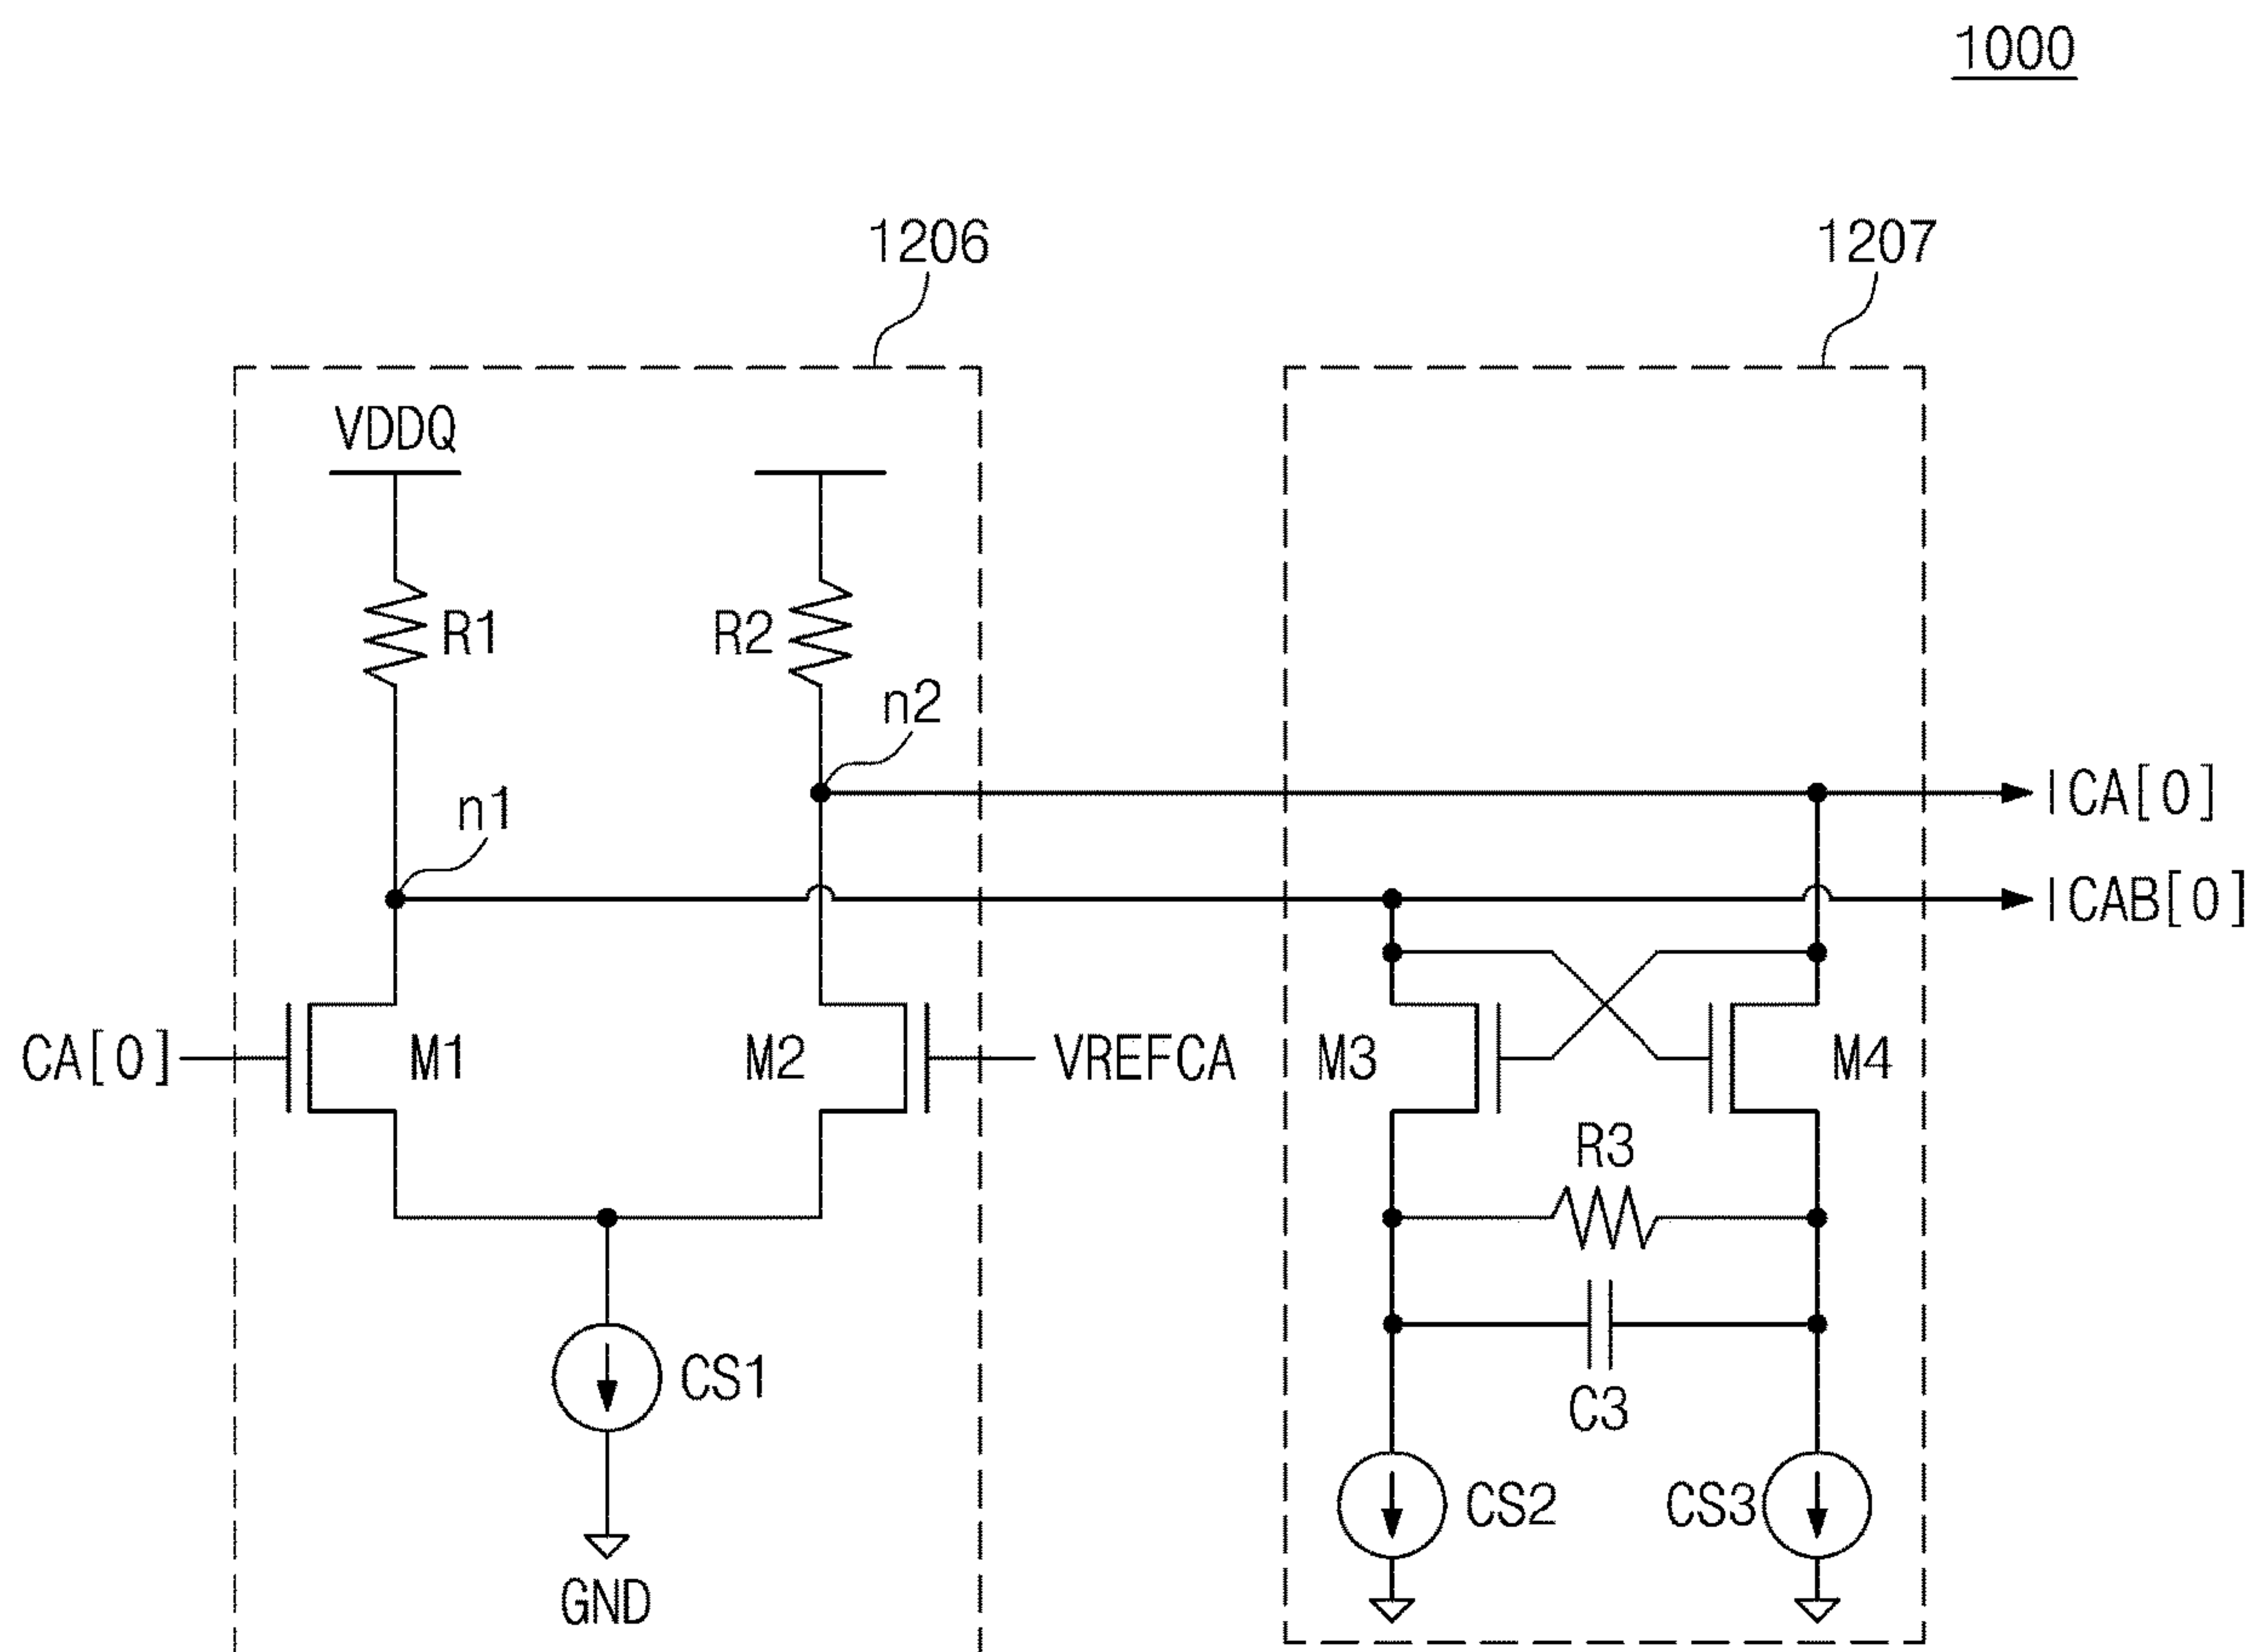 1000
1206
1207
VDDQ
R1
R2
n2
n1
ICA[0]
ICAB[0]
CA[0]
M1
M2
VREFCA
M3
M4
R3
CS1
C3
CS2
CS3
GND